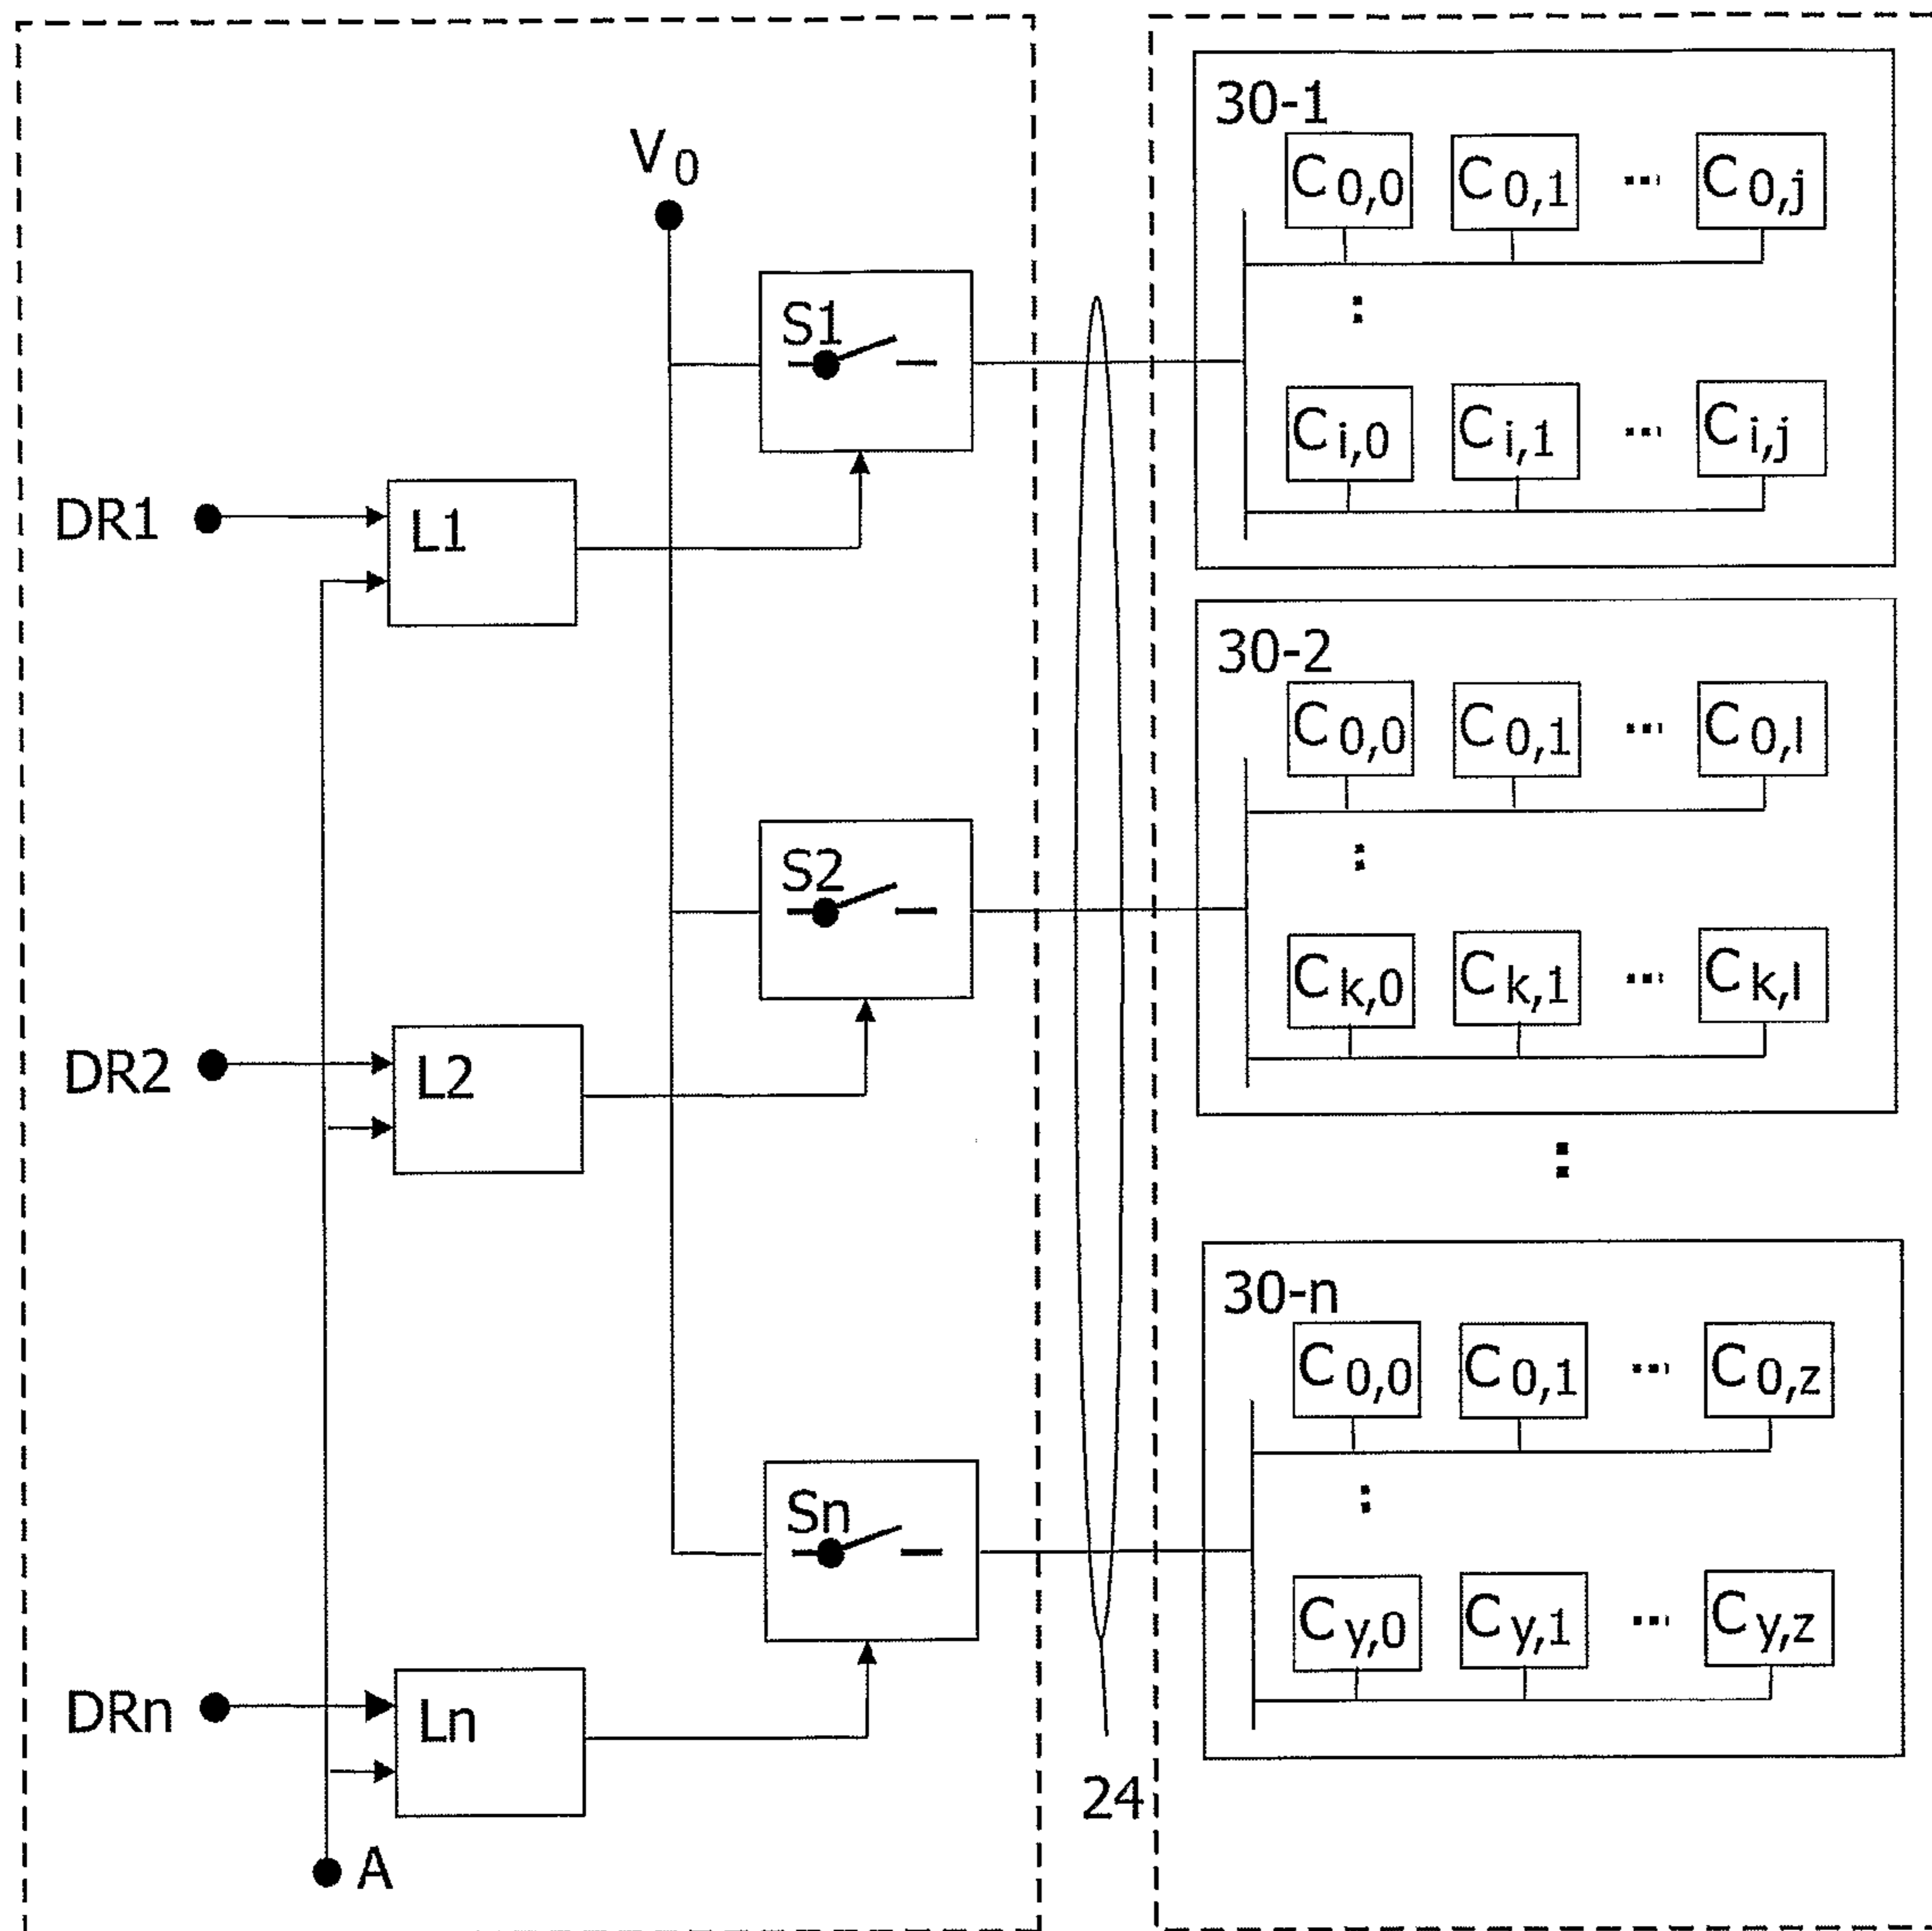 V0
DR1
L1
S1
30-1
C0,0 C0,1 ... C0,j
:
Ci,0 Ci,1 ... Ci,j
DR2
L2
S2
30-2
C0,0 C0,1 ... C0,l
:
Ck,0 Ck,1 ... Ck,l
:
DRn
Ln
Sn
30-n
C0,0 C0,1 ... C0,z
:
Cy,0 Cy,1 ... Cy,z
24
A